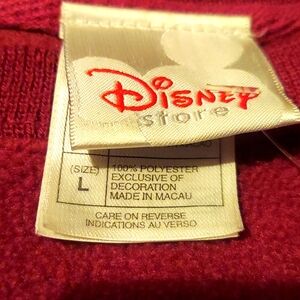 Disney
store
(SIZE)
L
100% POLYESTER
EXCLUSIVE OF
DECORATION
MADE IN MACAU
CARE ON REVERSE
INDICATIONS AU VERSO